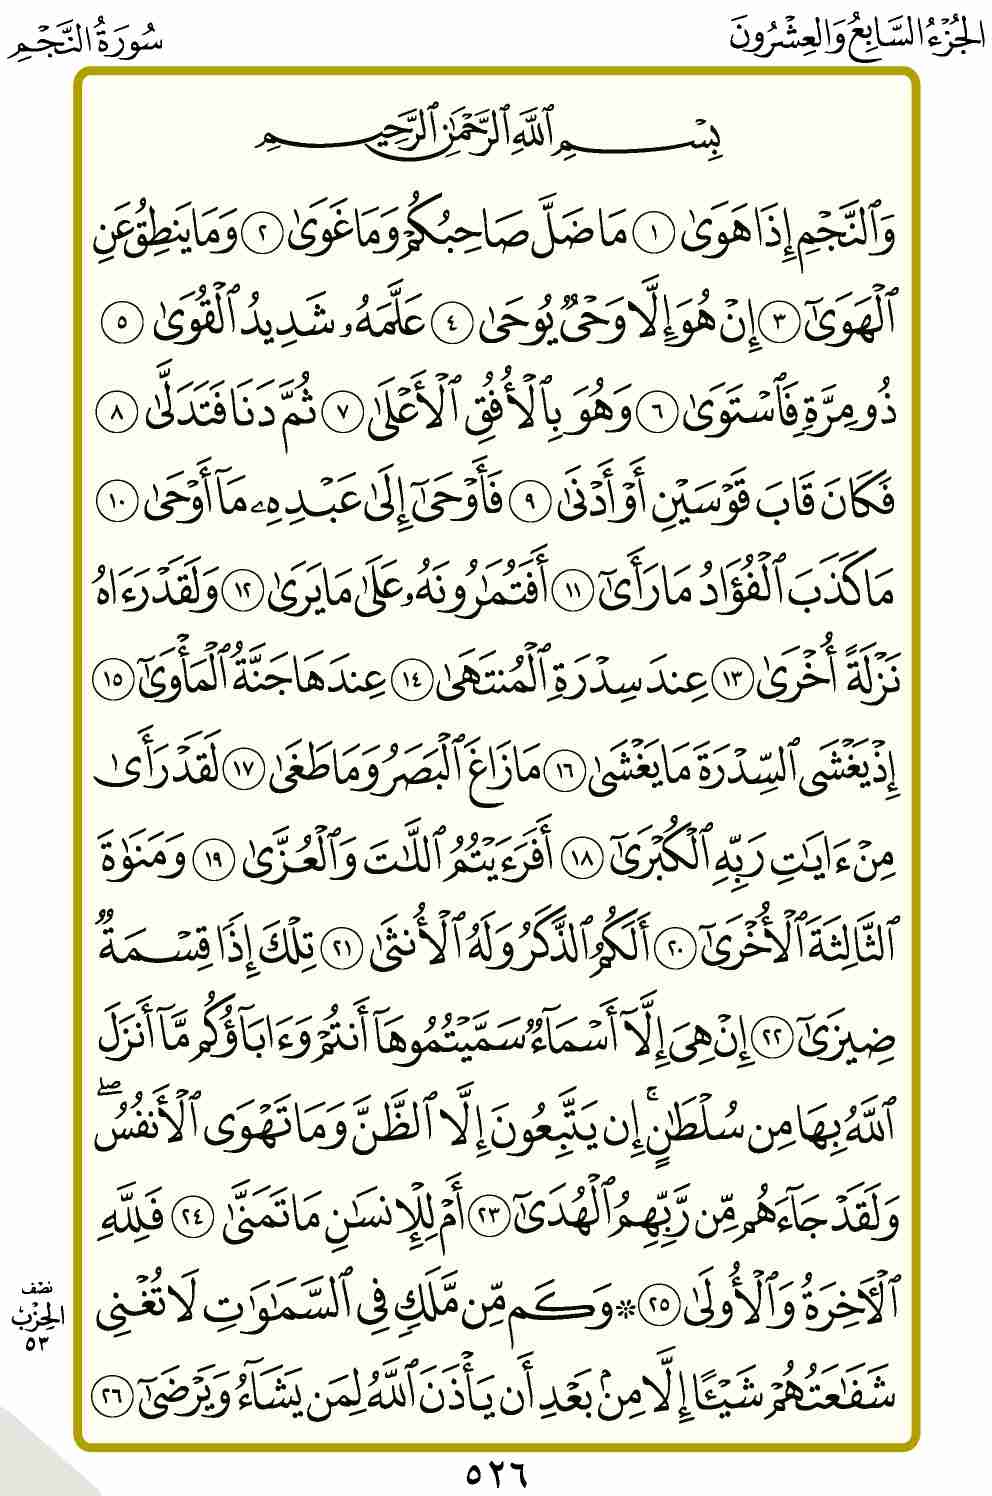 الجُزْءُ السَّابِعُ وَالعِشْرُونَ
سُورَةُ النَّجْمِ
بِسْمِ ٱللَّهِ ٱلرَّحْمَٰنِ ٱلرَّحِيمِ
وَٱلنَّجْمِ إِذَا هَوَىٰ ١ مَا ضَلَّ صَاحِبُكُمْ وَمَا غَوَىٰ ٢ وَمَا يَنطِقُ عَنِ
ٱلْهَوَىٰٓ ٣ إِنْ هُوَ إِلَّا وَحْىٌ يُوحَىٰ ٤ عَلَّمَهُۥ شَدِيدُ ٱلْقُوَىٰ ٥
ذُو مِرَّةٍ فَٱسْتَوَىٰ ٦ وَهُوَ بِٱلْأُفُقِ ٱلْأَعْلَىٰ ٧ ثُمَّ دَنَا فَتَدَلَّىٰ ٨
فَكَانَ قَابَ قَوْسَيْنِ أَوْ أَدْنَىٰ ٩ فَأَوْحَىٰٓ إِلَىٰ عَبْدِهِۦ مَآ أَوْحَىٰ ١٠
مَا كَذَبَ ٱلْفُؤَادُ مَا رَأَىٰٓ ١١ أَفَتُمَٰرُونَهُۥ عَلَىٰ مَا يَرَىٰ ١٢ وَلَقَدْ رَءَاهُ
نَزْلَةً أُخْرَىٰ ١٣ عِندَ سِدْرَةِ ٱلْمُنتَهَىٰ ١٤ عِندَهَا جَنَّةُ ٱلْمَأْوَىٰٓ ١٥
إِذْ يَغْشَى ٱلسِّدْرَةَ مَا يَغْشَىٰ ١٦ مَا زَاغَ ٱلْبَصَرُ وَمَا طَغَىٰ ١٧ لَقَدْ رَأَىٰ
مِنْ ءَايَٰتِ رَبِّهِ ٱلْكُبْرَىٰٓ ١٨ أَفَرَءَيْتُمُ ٱللَّٰتَ وَٱلْعُزَّىٰ ١٩ وَمَنَوٰةَ
ٱلثَّالِثَةَ ٱلْأُخْرَىٰٓ ٢٠ أَلَكُمُ ٱلذَّكَرُ وَلَهُ ٱلْأُنثَىٰ ٢١ تِلْكَ إِذًا قِسْمَةٌ
ضِيزَىٰٓ ٢٢ إِنْ هِىَ إِلَّآ أَسْمَآءٌ سَمَّيْتُمُوهَآ أَنتُمْ وَءَابَآؤُكُم مَّآ أَنزَلَ
ٱللَّهُ بِهَا مِن سُلْطَٰنٍ ۚ إِن يَتَّبِعُونَ إِلَّا ٱلظَّنَّ وَمَا تَهْوَى ٱلْأَنفُسُ ۖ
وَلَقَدْ جَآءَهُم مِّن رَّبِّهِمُ ٱلْهُدَىٰٓ ٢٣ أَمْ لِلْإِنسَٰنِ مَا تَمَنَّىٰ ٢٤ فَلِلَّهِ
ٱلْءَاخِرَةُ وَٱلْأُولَىٰ ٢٥ ۞ وَكَم مِّن مَّلَكٍ فِى ٱلسَّمَٰوَٰتِ لَا تُغْنِى
شَفَٰعَتُهُمْ شَيْـًٔا إِلَّا مِنۢ بَعْدِ أَن يَأْذَنَ ٱللَّهُ لِمَن يَشَآءُ وَيَرْضَىٰٓ ٢٦
نصْف
الحِزْب
٥٣
٥٢٦